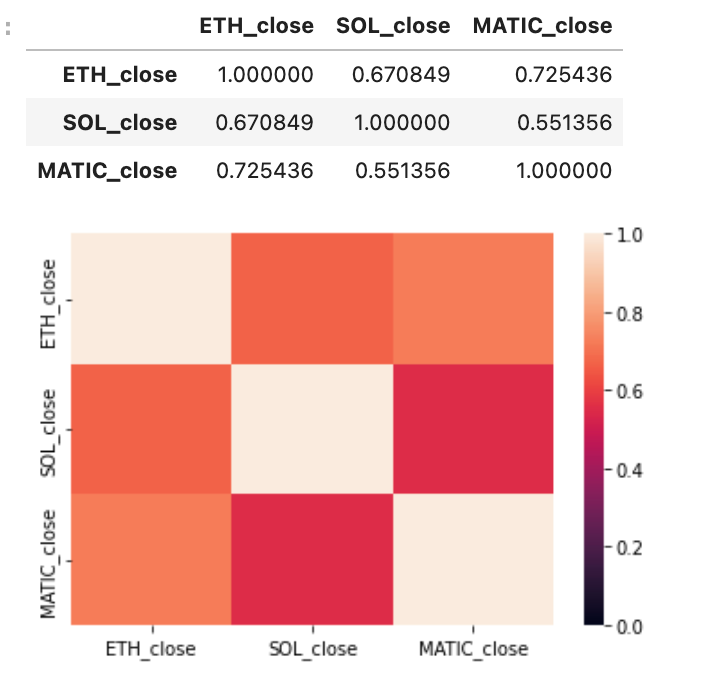 :
ETH_close SOL_close MATIC_close
ETH_close 1.000000 0.670849 0.725436
SOL_close 0.670849 1.000000 0.551356
MATIC_close 0.725436 0.551356 1.000000
1.0
0.8
0.6
0.4
0.2
0.0
ETH_close
SOL_close
MATIC_close
ETH_close SOL_close MATIC_close